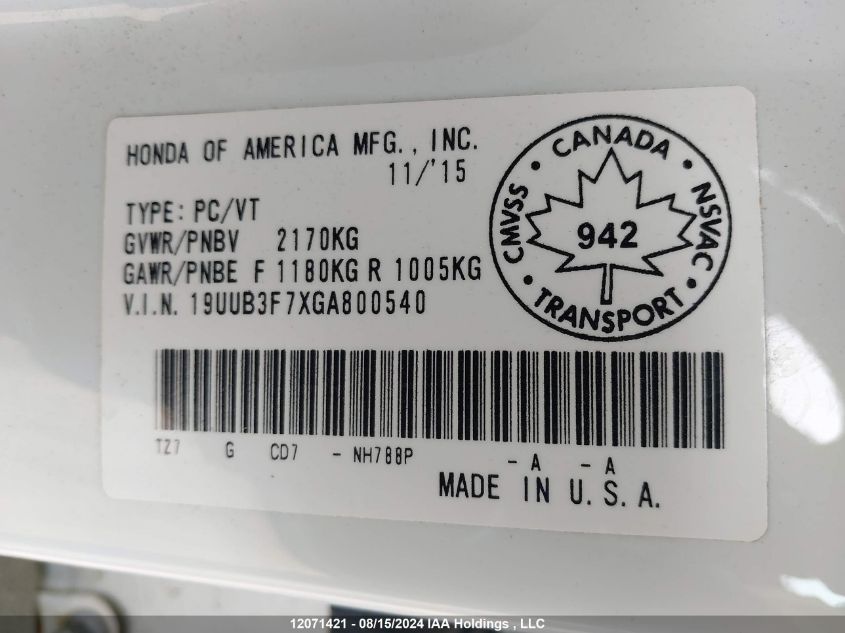 HONDA OF AMERICA MFG., INC.
11/'15
TYPE: PC/VT
GVWR/PNBV 2170KG
GAWR/PNBE F 1180KG R 1005KG
V.I.N. 19UUB3F7XGA800540
CANADA
CMVSS
NSVAC
942
TRANSPORT
TZ7 G CD7 - NH788P - A - A
MADE IN U.S.A.
12071421 - 08/15/2024 IAA Holdings , LLC